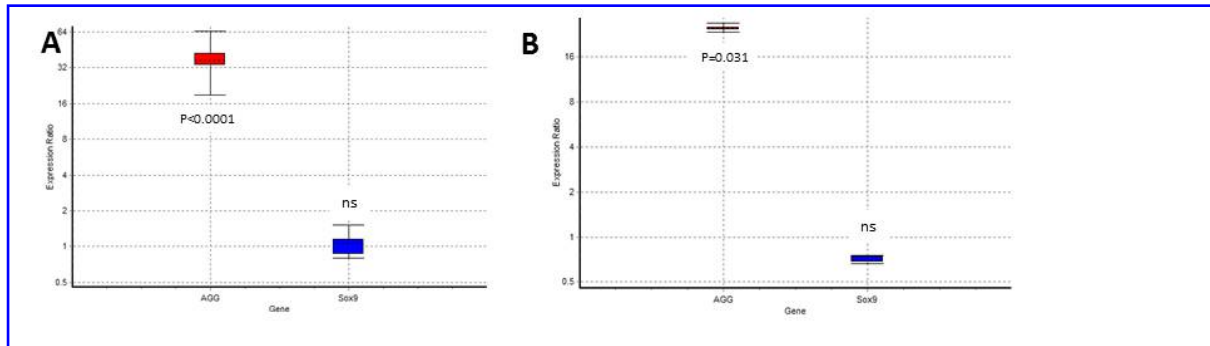 A
64
32
16
8
4
2
1
0.5
Expression Ratio
P<0.0001
ns
AGG
Sox9
Gene
B
16
8
4
2
1
0.5
Expression Ratio
P=0.031
ns
AGG
Sox9
Gene